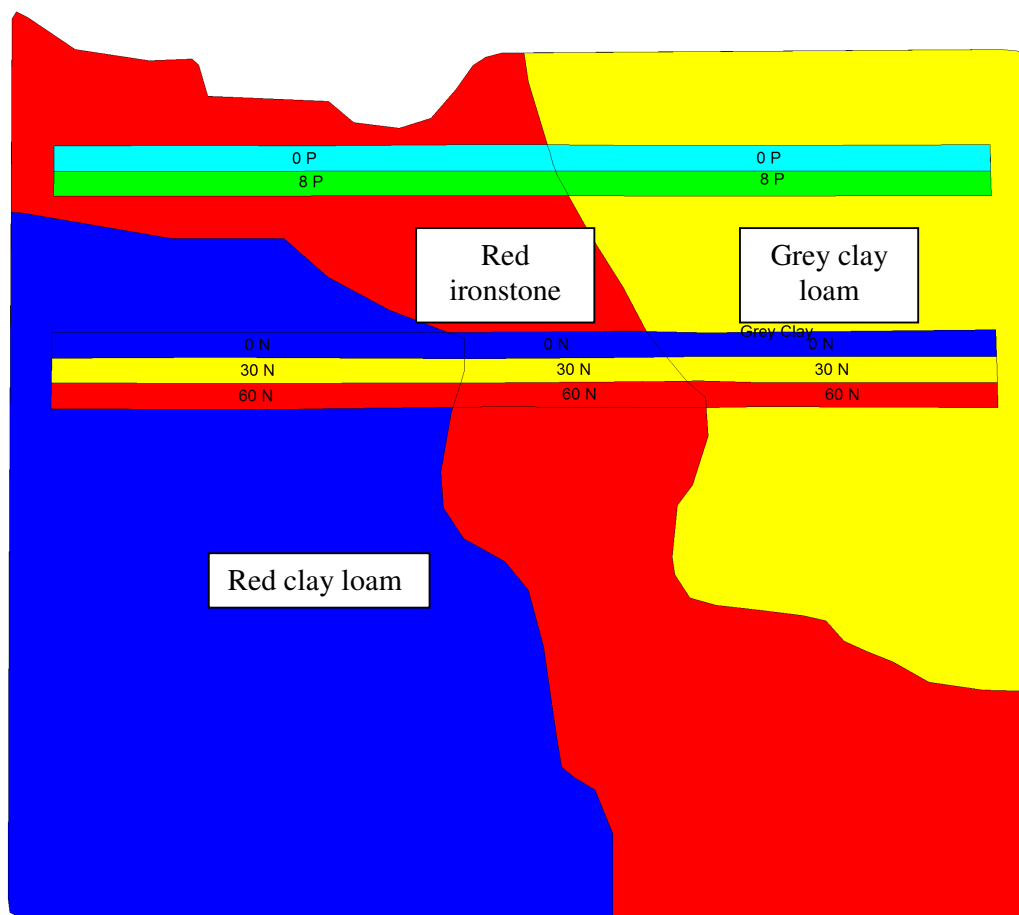 0 P 0 P
8 P 8 P
Red
ironstone
Grey clay
loam
Grey Clay
0 N 0 N 0 N
30 N 30 N 30 N
60 N 60 N 60 N
Red clay loam